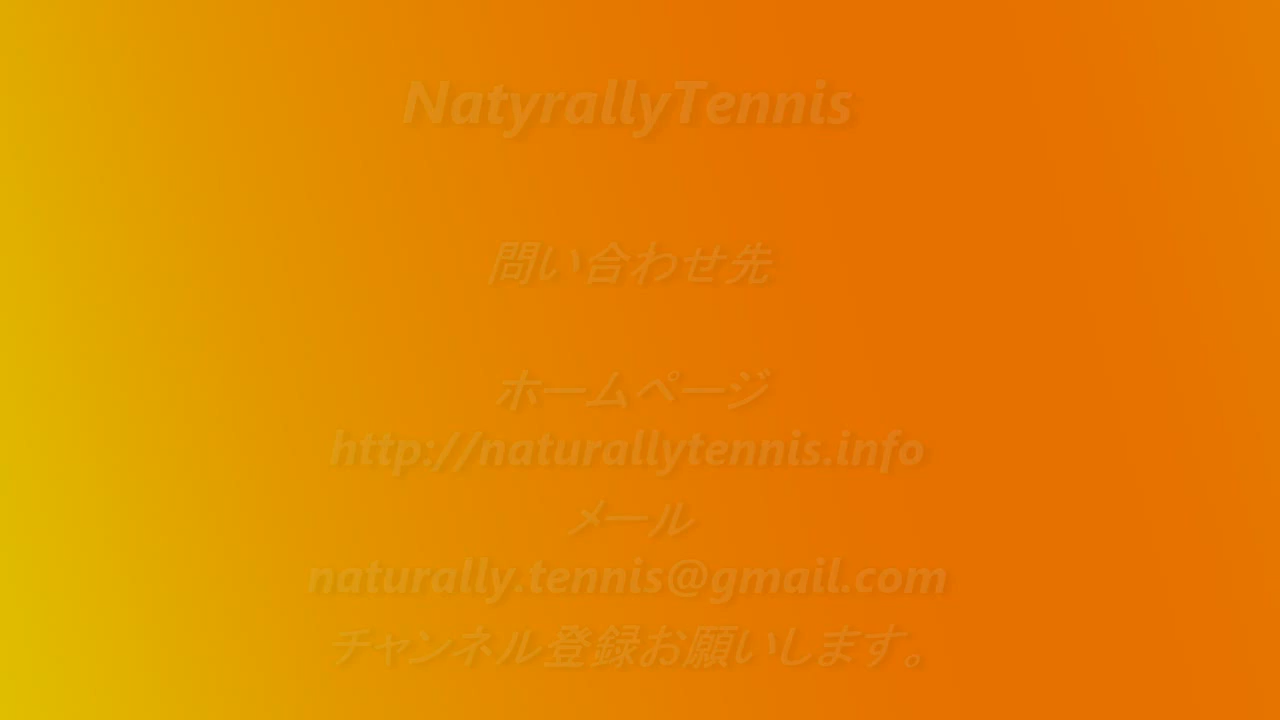 NatyrallyTennis
問い合わせ先
ホームページ
http://naturallytennis.info
メール
naturally.tennis@gmail.com
チャンネル登録お願いします。